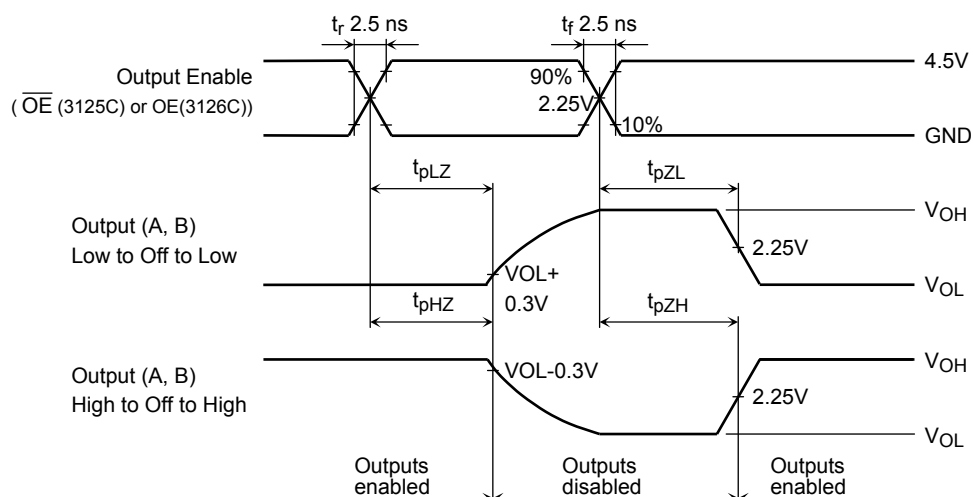 tr 2.5 ns
tf 2.5 ns
Output Enable
( OE (3125C) or OE(3126C))
90%
2.25V
10%
4.5V
GND
tpLZ
tpZL
Output (A, B)
Low to Off to Low
VOL+
0.3V
2.25V
VOH
VOL
tpHZ
tpZH
Output (A, B)
High to Off to High
VOL-0.3V
2.25V
VOH
VOL
Outputs
enabled
Outputs
disabled
Outputs
enabled